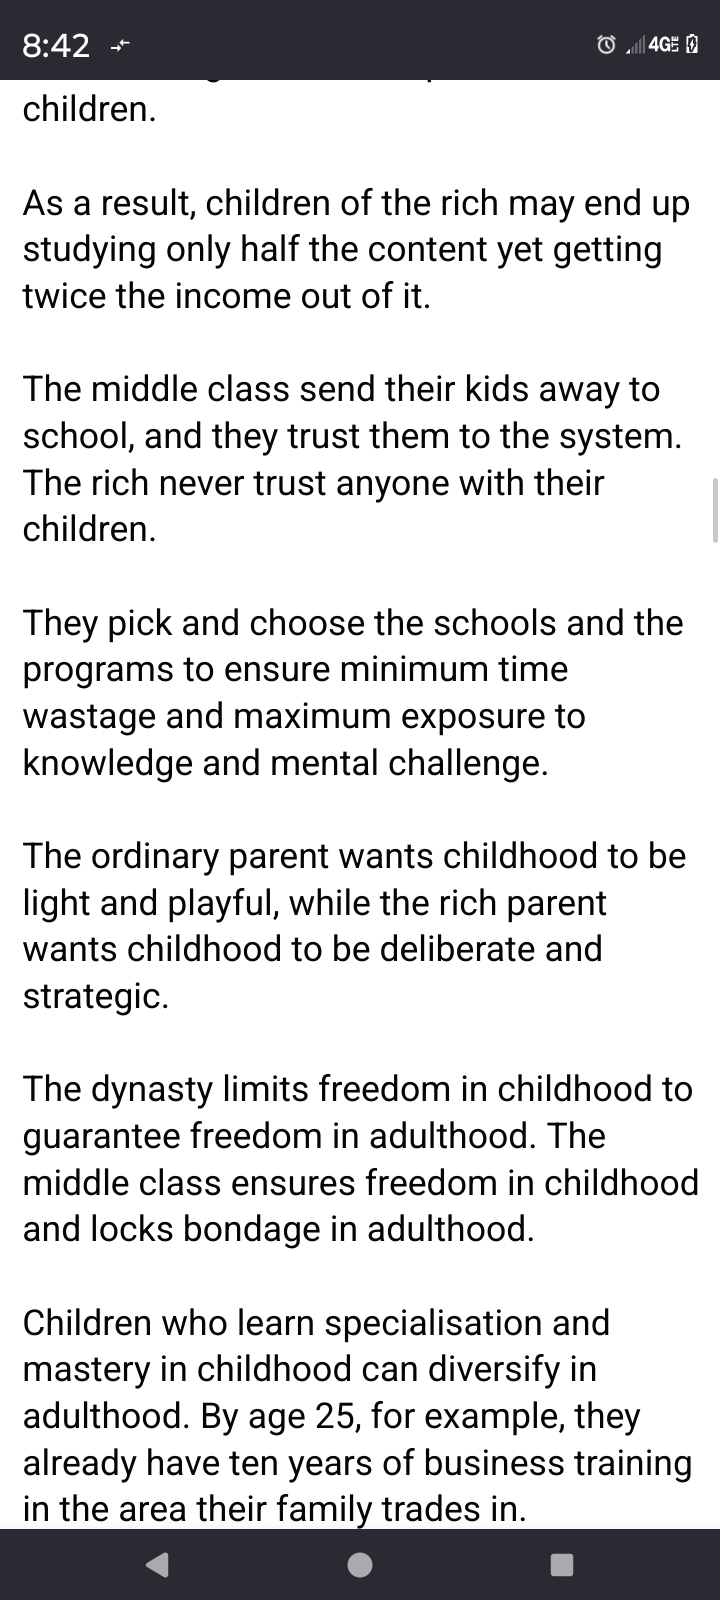 8:42
4GE
children.
As a result, children of the rich may end up
studying only half the content yet getting
twice the income out of it.
The middle class send their kids away to
school, and they trust them to the system.
The rich never trust anyone with their
children.
They pick and choose the schools and the
programs to ensure minimum time
wastage and maximum exposure to
knowledge and mental challenge.
The ordinary parent wants childhood to be
light and playful, while the rich parent
wants childhood to be deliberate and
strategic.
The dynasty limits freedom in childhood to
guarantee freedom in adulthood. The
middle class ensures freedom in childhood
and locks bondage in adulthood.
Children who learn specialisation and
mastery in childhood can diversify in
adulthood. By age 25, for example, they
already have ten years of business training
in the area their family trades in.